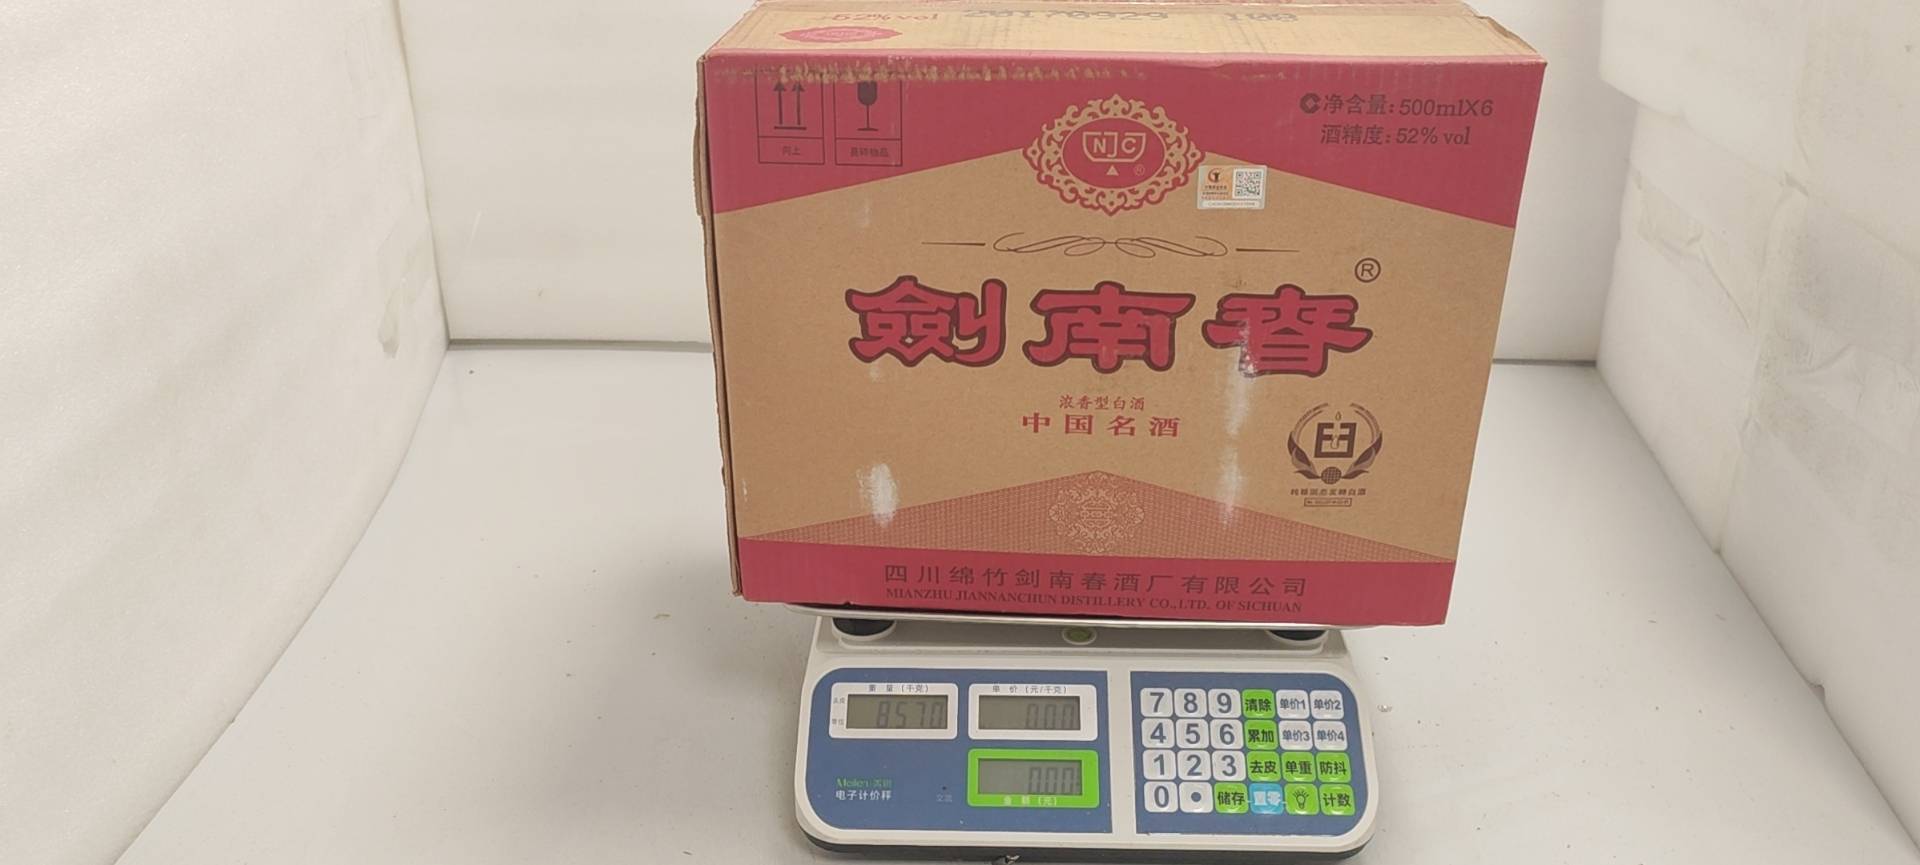 52%vol 20170929 108
净含量:500mlX6
酒精度:52% vol
向上
易碎物品
NJC
®
剑南春®
浓香型白酒
中国名酒
纯粮固态发酵白酒
四川绵竹剑南春酒厂有限公司
MIANZHU JIANNANCHUN DISTILLERY CO.,LTD. OF SICHUAN
重 量 (千克)
单 价 (元/千克)
8.570
0.00
0.00
金 额 (元)
Meilen
电子计价秤
交流
7 8 9 清除 单价1 单价2
4 5 6 累加 单价3 单价4
1 2 3 去皮 单重 防抖
0 • 储存 置零 计数